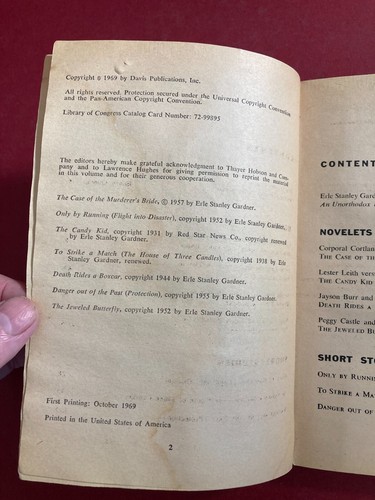 Copyright © 1969 by Davis Publications, Inc.
All rights reserved. Protection secured under the Universal Copyright Convention
and the Pan-American Copyright Convention.
Library of Congress Catalog Card Number: 72-99895
The editors hereby make grateful acknowledgment to Thayer Hobson and Com-
pany and to Lawrence Hughes for giving permission to reprint the material
in this volume and for their generous cooperation.
The Case of the Murderer's Bride, © 1957 by Erle Stanley Gardner.
Only by Running (Flight into Disaster), copyright 1952 by Erle Stanley Gardner.
The Candy Kid, copyright 1931 by Red Star News Co., copyright renewed
by Erle Stanley Gardner.
To Strike a Match (The House of Three Candles), copyright 1938 by Erle
Stanley Gardner, renewed.
Death Rides a Boxcar, copyright 1944 by Erle Stanley Gardner.
Danger out of the Past (Protection), copyright 1955 by Erle Stanley Gardner.
The Jeweled Butterfly, copyright 1952 by Erle Stanley Gardner.
First Printing: October 1969
Printed in the United States of America
2
CONTENT
Erle Stanley Gard
An Unorthodox
NOVELETS
Corporal Cortlan
THE CASE OF TH
Lester Leith vers
THE CANDY KID
Jayson Burr and
DEATH RIDES A
Peggy Castle and
THE JEWELED BU
SHORT STO
ONLY BY RUNNIN
TO STRIKE A MA
DANGER OUT OF